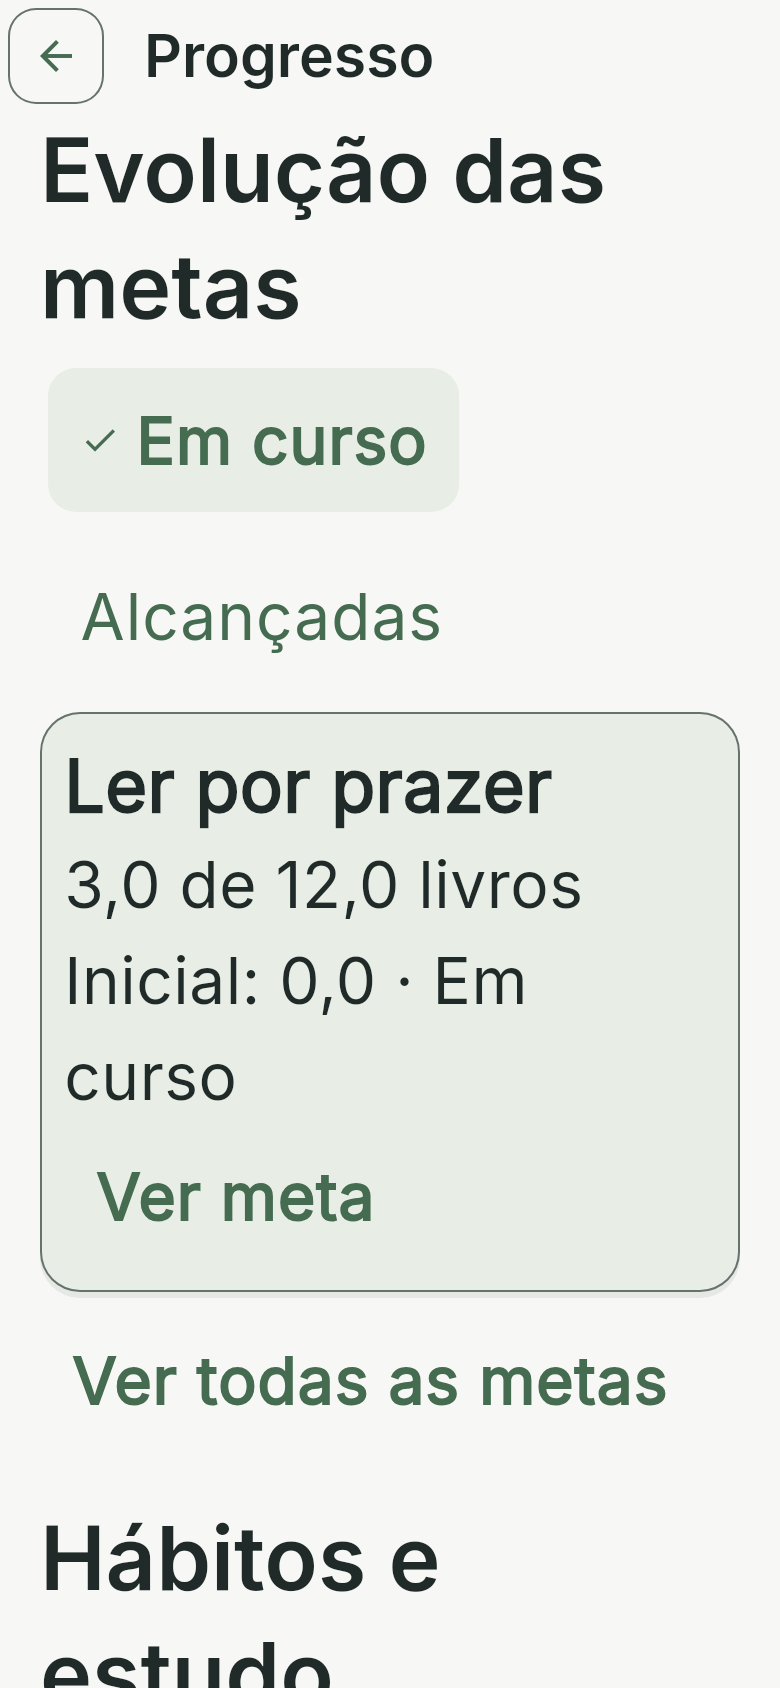 Progresso
Evolução das
metas
Em curso
Alcançadas
Ler por prazer
3,0 de 12,0 livros
Inicial: 0,0 · Em
curso
Ver meta
Ver todas as metas
Hábitos e
estudo